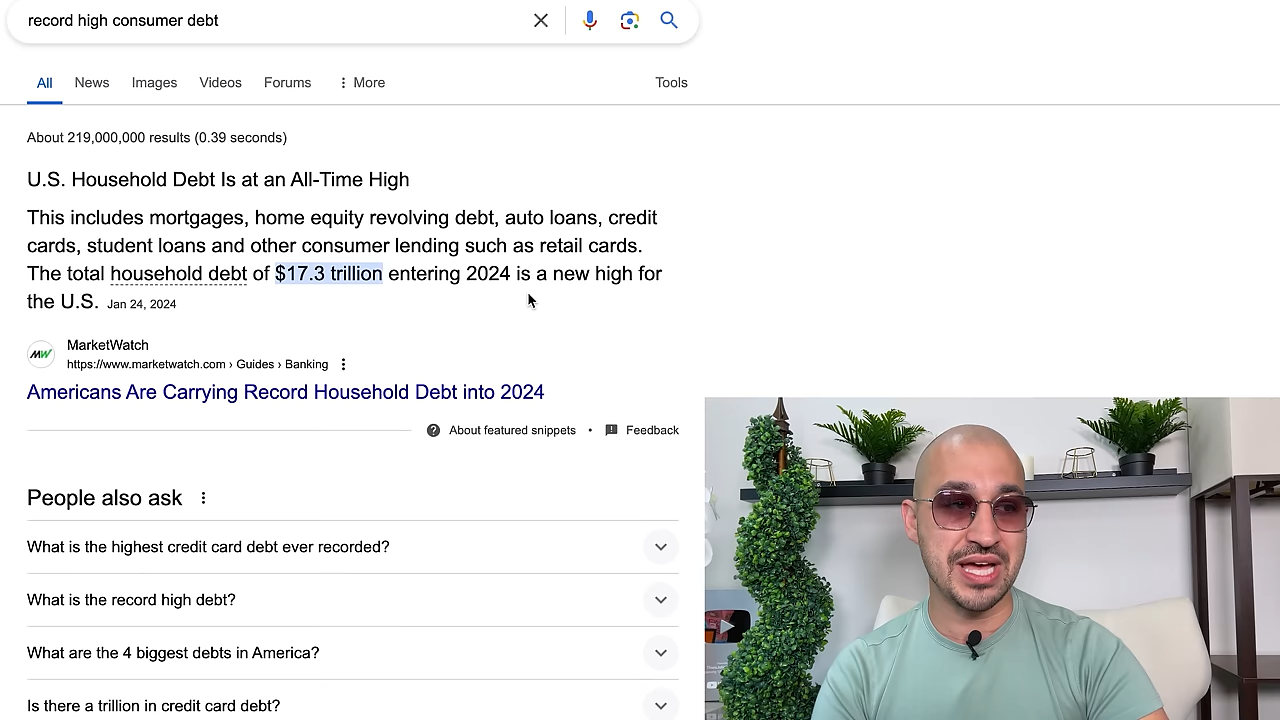 record high consumer debt
All News Images Videos Forums More Tools
About 219,000,000 results (0.39 seconds)
U.S. Household Debt Is at an All-Time High
This includes mortgages, home equity revolving debt, auto loans, credit
cards, student loans and other consumer lending such as retail cards.
The total household debt of $17.3 trillion entering 2024 is a new high for
the U.S. Jan 24, 2024
MW
MarketWatch
https://www.marketwatch.com › Guides › Banking
Americans Are Carrying Record Household Debt into 2024
About featured snippets • Feedback
People also ask
What is the highest credit card debt ever recorded?
What is the record high debt?
What are the 4 biggest debts in America?
Is there a trillion in credit card debt?